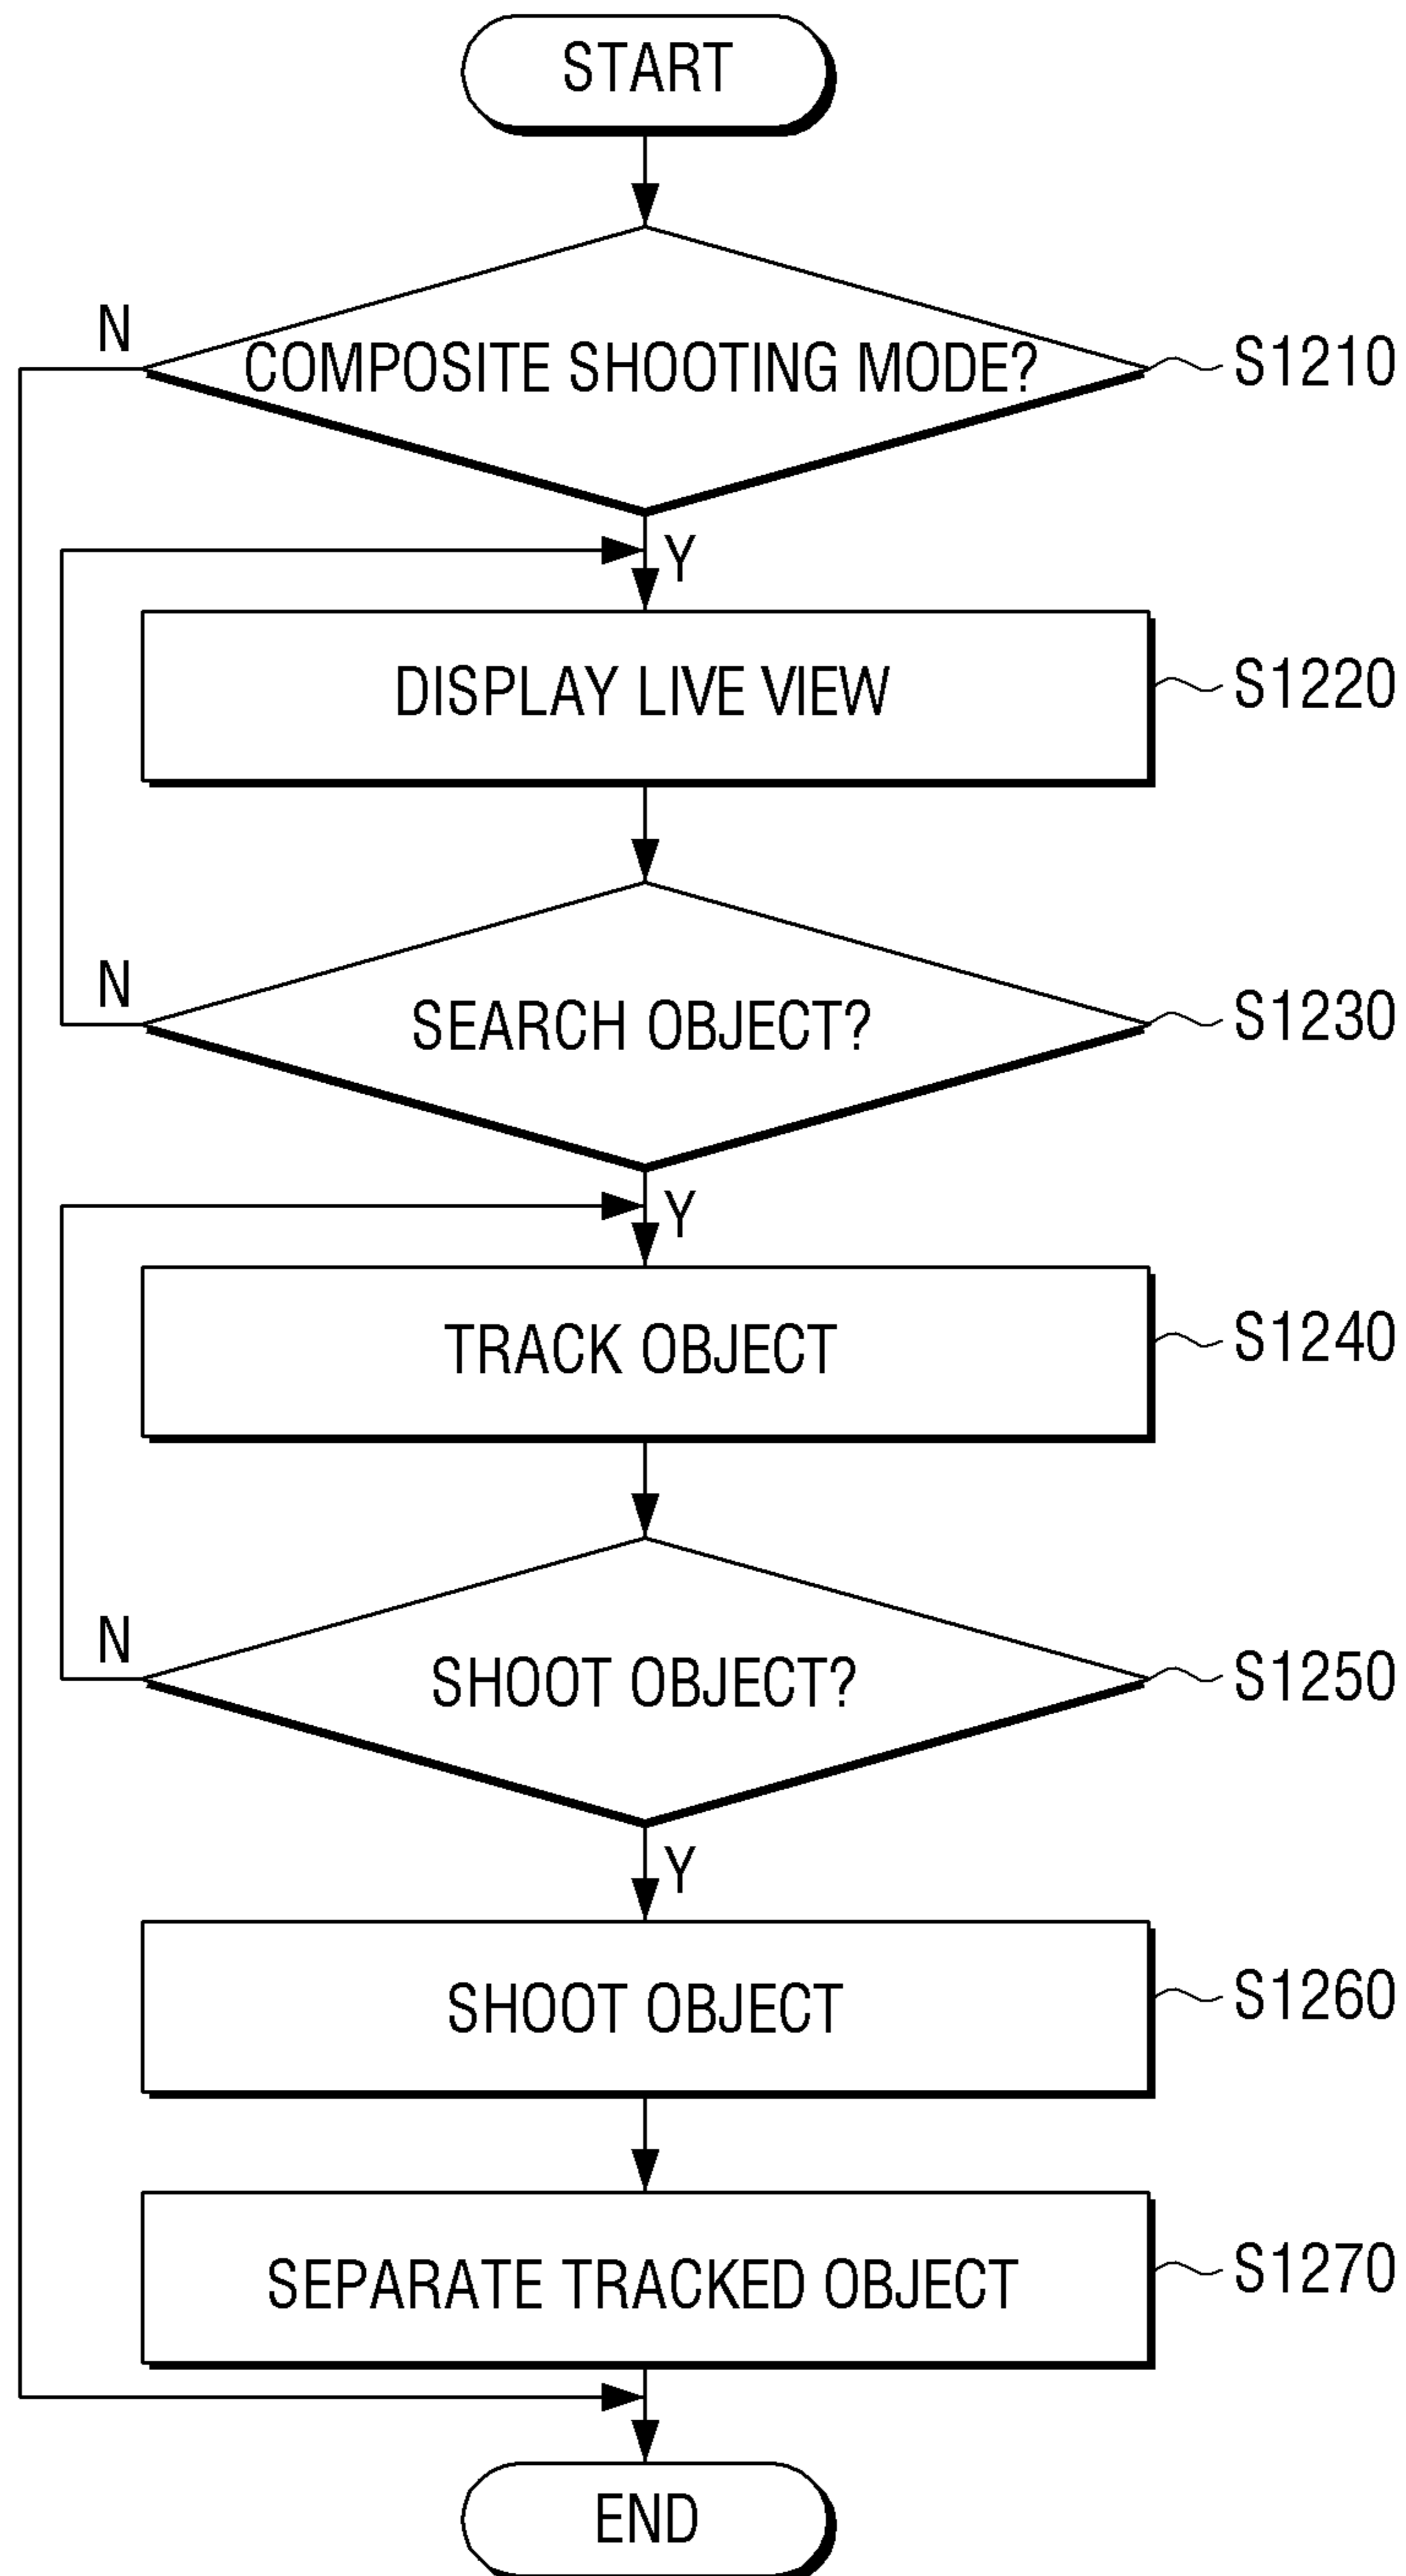 START
N
COMPOSITE SHOOTING MODE?
S1210
Y
DISPLAY LIVE VIEW
S1220
N
SEARCH OBJECT?
S1230
Y
TRACK OBJECT
S1240
N
SHOOT OBJECT?
S1250
Y
SHOOT OBJECT
S1260
SEPARATE TRACKED OBJECT
S1270
END